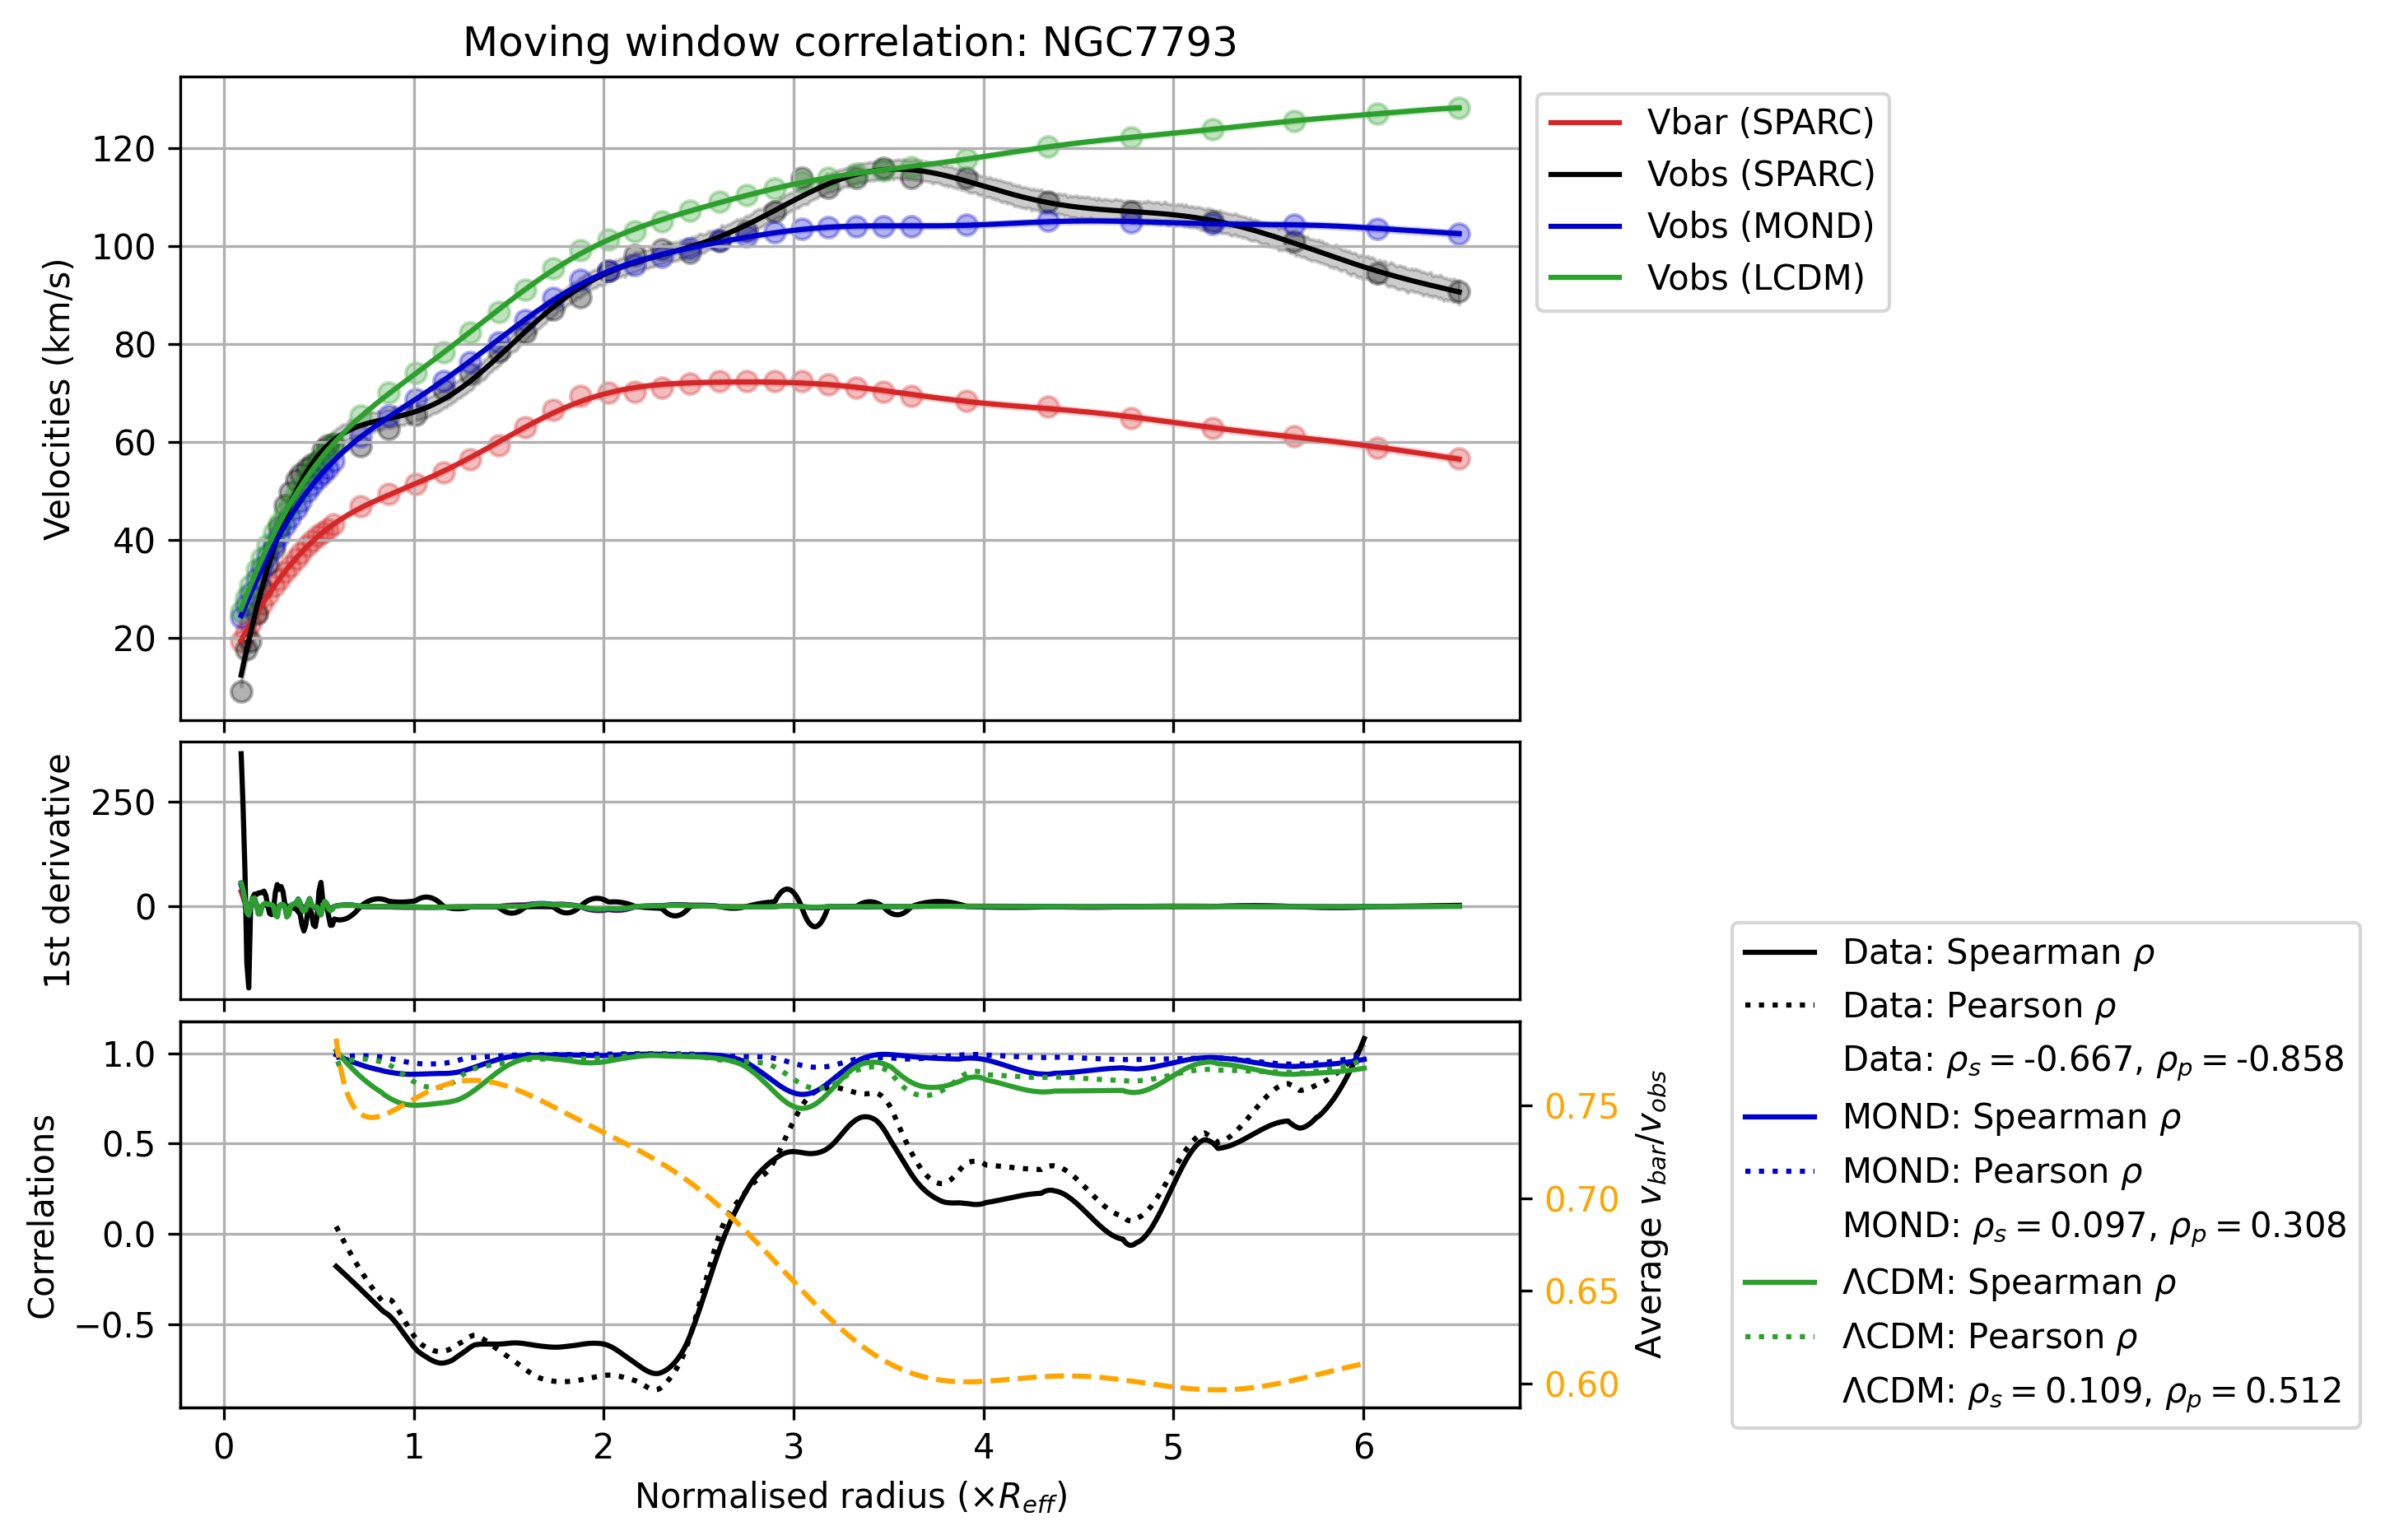 Moving window correlation: NGC7793
120
100
80
60
40
20
Velocities (km/s)
Vbar (SPARC)
Vobs (SPARC)
Vobs (MOND)
Vobs (LCDM)
250
0
1st derivative
1.0
0.5
0.0
−0.5
Correlations
0.75
0.70
0.65
0.60
Average v_bar/v_obs
0 1 2 3 4 5 6
Normalised radius (×R_eff)
Data: Spearman ρ
Data: Pearson ρ
Data: ρ_s = -0.667, ρ_p = -0.858
MOND: Spearman ρ
MOND: Pearson ρ
MOND: ρ_s = 0.097, ρ_p = 0.308
ΛCDM: Spearman ρ
ΛCDM: Pearson ρ
ΛCDM: ρ_s = 0.109, ρ_p = 0.512